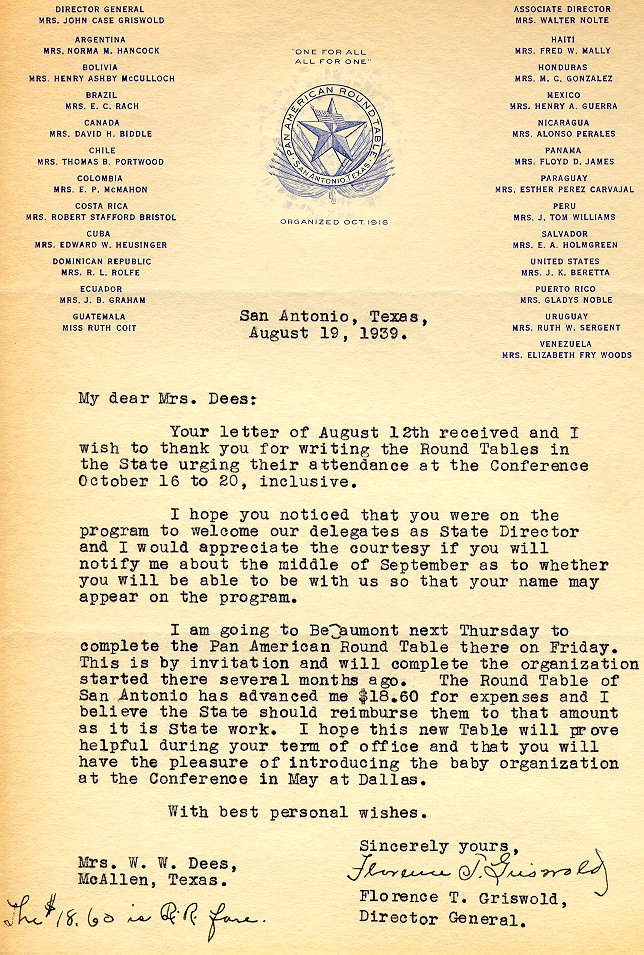 DIRECTOR GENERAL
MRS. JOHN CASE GRISWOLD
ARGENTINA
MRS. NORMA M. HANCOCK
BOLIVIA
MRS. HENRY ASHBY McCULLOCH
BRAZIL
MRS. E. C. RACH
CANADA
MRS. DAVID H. BIDDLE
CHILE
MRS. THOMAS B. PORTWOOD
COLOMBIA
MRS. E. P. McMAHON
COSTA RICA
MRS. ROBERT STAFFORD BRISTOL
CUBA
MRS. EDWARD W. HEUSINGER
DOMINICAN REPUBLIC
MRS. R. L. ROLFE
ECUADOR
MRS. J. B. GRAHAM
GUATEMALA
MISS RUTH COIT
"ONE FOR ALL
ALL FOR ONE"
PAN AMERICAN ROUND TABLE
SAN ANTONIO, TEXAS
ORGANIZED OCT. 1916
ASSOCIATE DIRECTOR
MRS. WALTER NOLTE
HAITI
MRS. FRED W. MALLY
HONDURAS
MRS. M. C. GONZALEZ
MEXICO
MRS. HENRY A. GUERRA
NICARAGUA
MRS. ALONSO PERALES
PANAMA
MRS. FLOYD D. JAMES
PARAGUAY
MRS. ESTHER PEREZ CARVAJAL
PERU
MRS. J. TOM WILLIAMS
SALVADOR
MRS. E. A. HOLMGREEN
UNITED STATES
MRS. J. K. BERETTA
PUERTO RICO
MRS. GLADYS NOBLE
URUGUAY
MRS. RUTH W. SERGENT
VENEZUELA
MRS. ELIZABETH FRY WOODS
San Antonio, Texas,
August 19, 1939.
My dear Mrs. Dees:
Your letter of August 12th received and I
wish to thank you for writing the Round Tables in
the State urging their attendance at the Conference
October 16 to 20, inclusive.
I hope you noticed that you were on the
program to welcome our delegates as State Director
and I would appreciate the courtesy if you will
notify me about the middle of September as to whether
you will be able to be with us so that your name may
appear on the program.
I am going to Beaumont next Thursday to
complete the Pan American Round Table there on Friday.
This is by invitation and will complete the organization
started there several months ago. The Round Table of
San Antonio has advanced me $18.60 for expenses and I
believe the State should reimburse them to that amount
as it is State work. I hope this new Table will prove
helpful during your term of office and that you will
have the pleasure of introducing the baby organization
at the Conference in May at Dallas.
With best personal wishes.
Sincerely yours,
Florence T. Griswold
Florence T. Griswold,
Director General.
Mrs. W. W. Dees,
McAllen, Texas.
The $18.60 is R.R. fare.